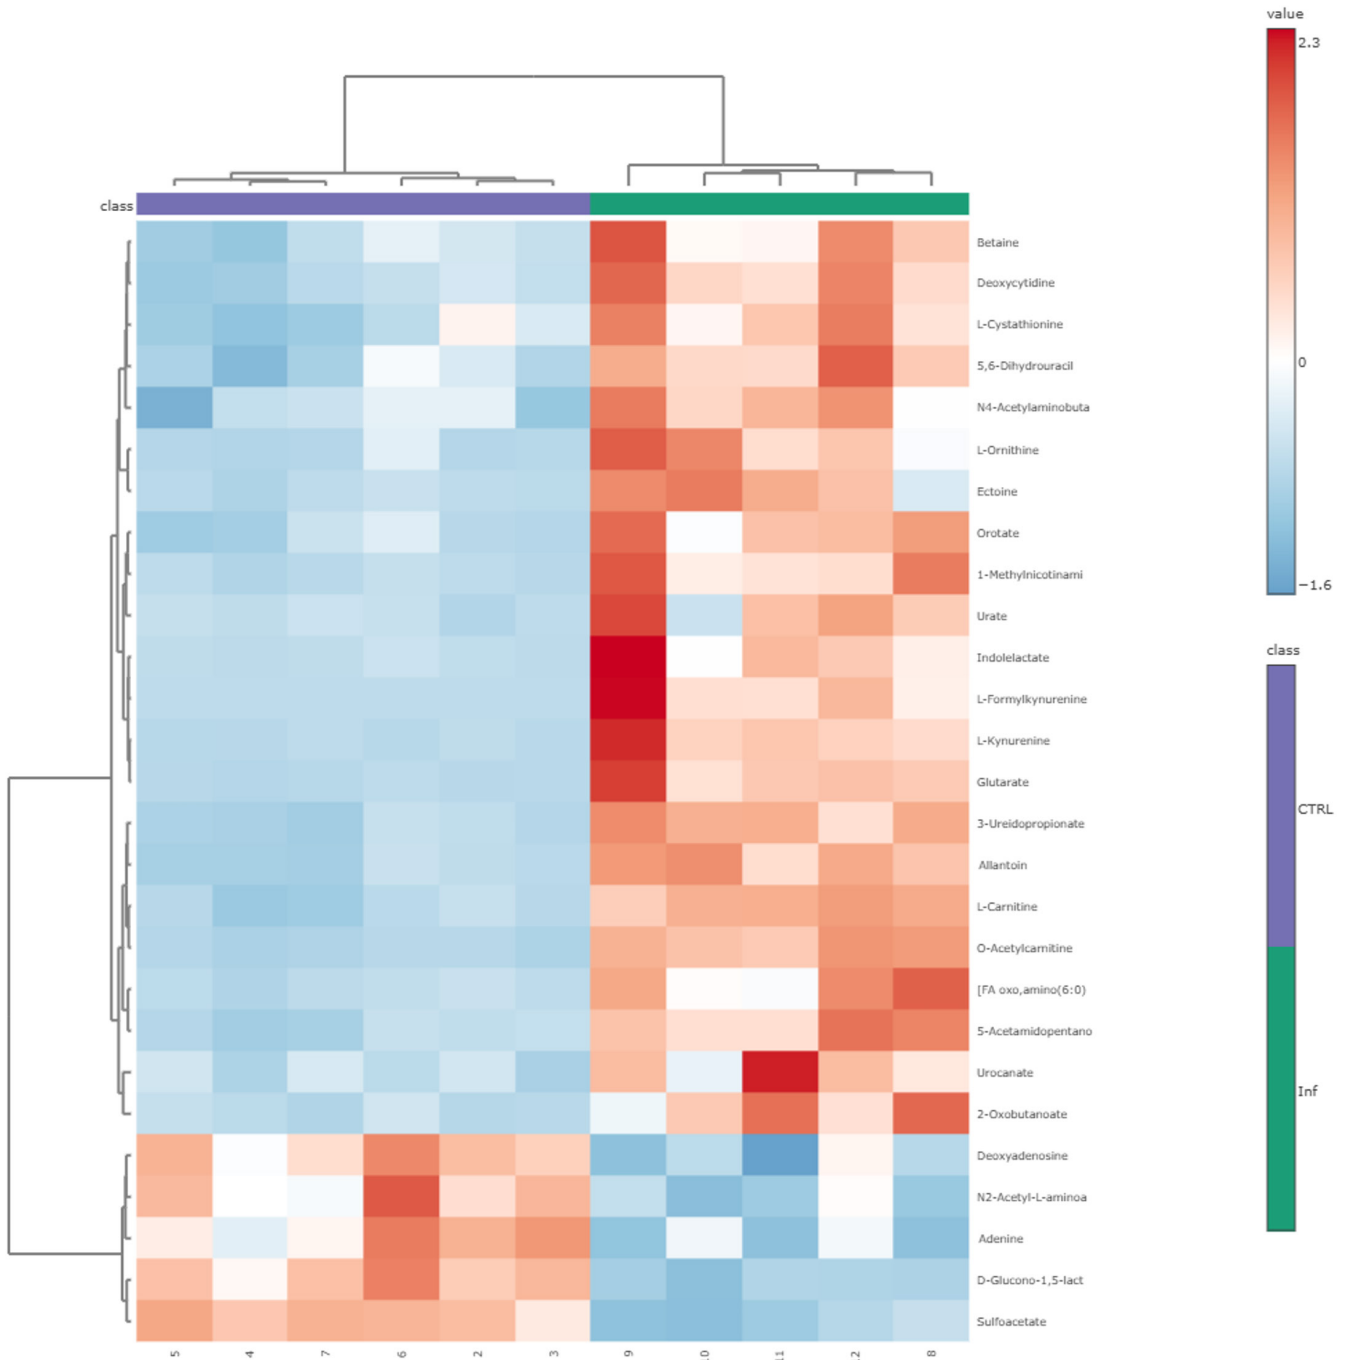 value
2.3
0
−1.6
class
CTRL
Inf
class
Betaine
Deoxycytidine
L-Cystathionine
5,6-Dihydrouracil
N4-Acetylaminobuta
L-Ornithine
Ectoine
Orotate
1-Methylnicotinami
Urate
Indolelactate
L-Formylkynurenine
L-Kynurenine
Glutarate
3-Ureidopropionate
Allantoin
L-Carnitine
O-Acetylcarnitine
[FA oxo,amino(6:0)
5-Acetamidopentano
Urocanate
2-Oxobutanoate
Deoxyadenosine
N2-Acetyl-L-aminoa
Adenine
D-Glucono-1,5-lact
Sulfoacetate
5 4 7 6 2 3 9 10 11 12 8